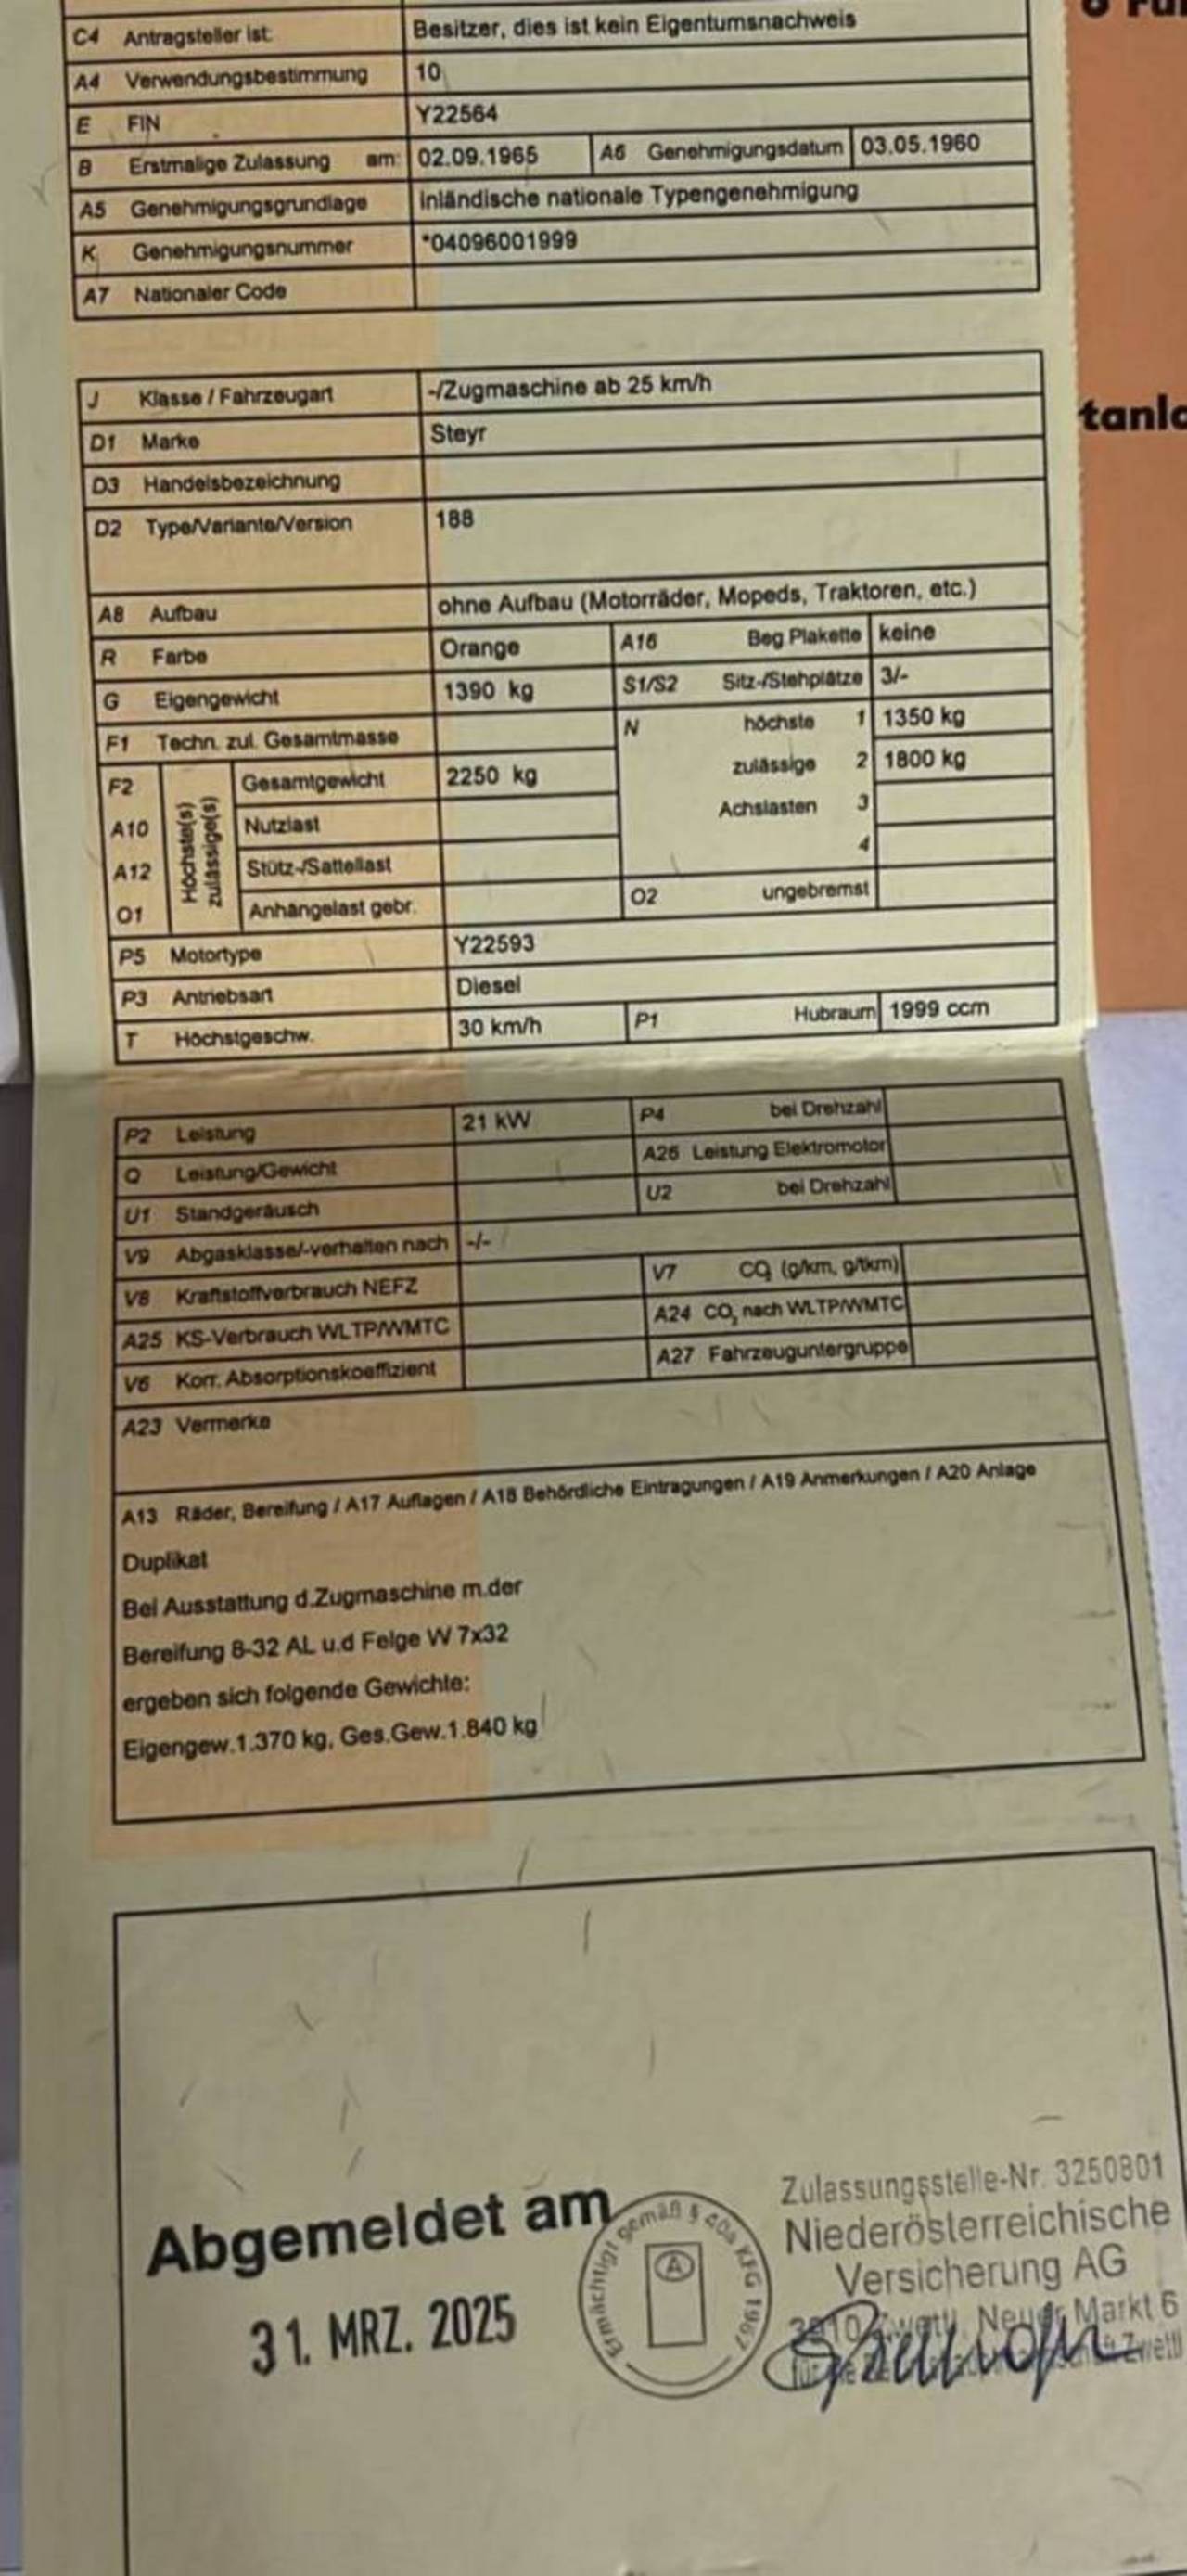 C4 Antragsteller ist: Besitzer, dies ist kein Eigentumsnachweis
A4 Verwendungsbestimmung 10
E FIN Y22564
B Erstmalige Zulassung am: 02.09.1965 A6 Genehmigungsdatum 03.05.1960
A5 Genehmigungsgrundlage Inländische nationale Typengenehmigung
K Genehmigungsnummer *04096001999
A7 Nationaler Code
J Klasse / Fahrzeugart -/Zugmaschine ab 25 km/h
D1 Marke Steyr
D3 Handelsbezeichnung
D2 Type/Variante/Version 188
A8 Aufbau ohne Aufbau (Motorräder, Mopeds, Traktoren, etc.)
R Farbe Orange A16 Beg Plakette keine
G Eigengewicht 1390 kg S1/S2 Sitz-/Stehplätze 3/-
F1 Techn. zul. Gesamtmasse N höchste 1 1350 kg
F2 Höchste(s) zulässige(s) Gesamtgewicht 2250 kg zulässige 2 1800 kg
A10 Nutzlast Achslasten 3
A12 Stütz-/Sattellast 4
O1 Anhängelast gebr. O2 ungebremst
P5 Motortype Y22593
P3 Antriebsart Diesel
T Höchstgeschw. 30 km/h P1 Hubraum 1999 ccm
P2 Leistung 21 kW P4 bei Drehzahl
Q Leistung/Gewicht A26 Leistung Elektromotor
U1 Standgeräusch U2 bei Drehzahl
V9 Abgasklasse/-verhalten nach -/-
V8 Kraftstoffverbrauch NEFZ V7 CO₂ (g/km, g/tkm)
A25 KS-Verbrauch WLTP/WMTC A24 CO₂ nach WLTP/WMTC
V6 Korr. Absorptionskoeffizient A27 Fahrzeuguntergruppe
A23 Vermerke
A13 Räder, Bereifung / A17 Auflagen / A18 Behördliche Eintragungen / A19 Anmerkungen / A20 Anlage
Duplikat
Bei Ausstattung d.Zugmaschine m.der
Bereifung 8-32 AL u.d Felge W 7x32
ergeben sich folgende Gewichte:
Eigengew.1.370 kg, Ges.Gew.1.840 kg
Abgemeldet am
31. MRZ. 2025
Ermächtigt gemäß § 40a KFG 1967
A
Zulassungsstelle-Nr. 3250801
Niederösterreichische
Versicherung AG
3910 Zwettl, Neuer Markt 6
Zwettl
tanlo